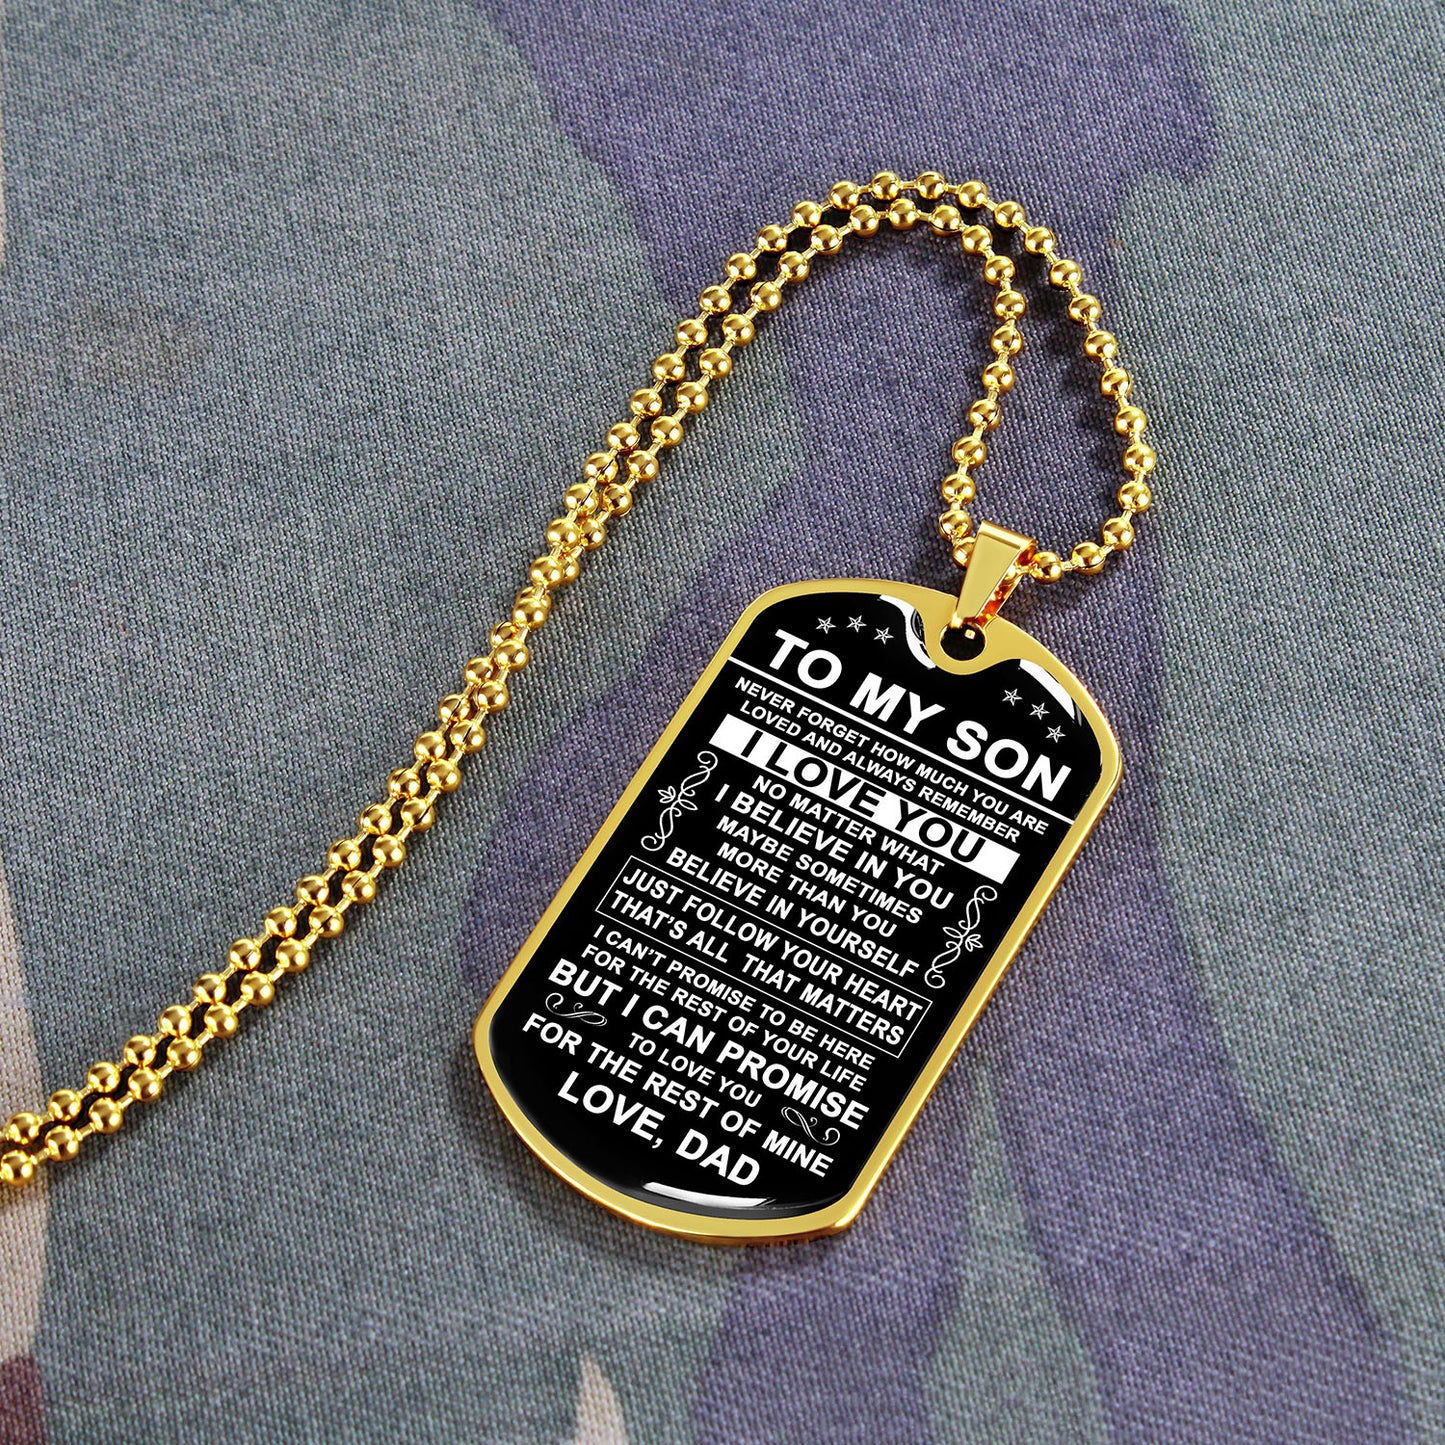 TO MY SON
NEVER FORGET HOW MUCH YOU ARE
LOVED AND ALWAYS REMEMBER
I LOVE YOU
NO MATTER WHAT
I BELIEVE IN YOU
MAYBE SOMETIMES
MORE THAN YOU
BELIEVE IN YOURSELF
JUST FOLLOW YOUR HEART
THAT'S ALL THAT MATTERS
I CAN'T PROMISE TO BE HERE
FOR THE REST OF YOUR LIFE
BUT I CAN PROMISE
TO LOVE YOU
FOR THE REST OF MINE
LOVE, DAD